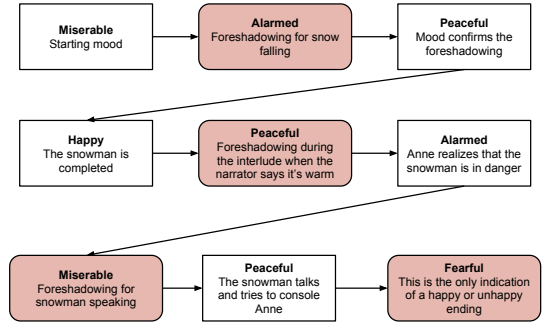 Miserable
Starting mood
Alarmed
Foreshadowing for snow
falling
Peaceful
Mood confirms the
foreshadowing
Happy
The snowman is
completed
Peaceful
Foreshadowing during
the interlude when the
narrator says it's warm
Alarmed
Anne realizes that the
snowman is in danger
Miserable
Foreshadowing for
snowman speaking
Peaceful
The snowman talks
and tries to console
Anne
Fearful
This is the only indication
of a happy or unhappy
ending